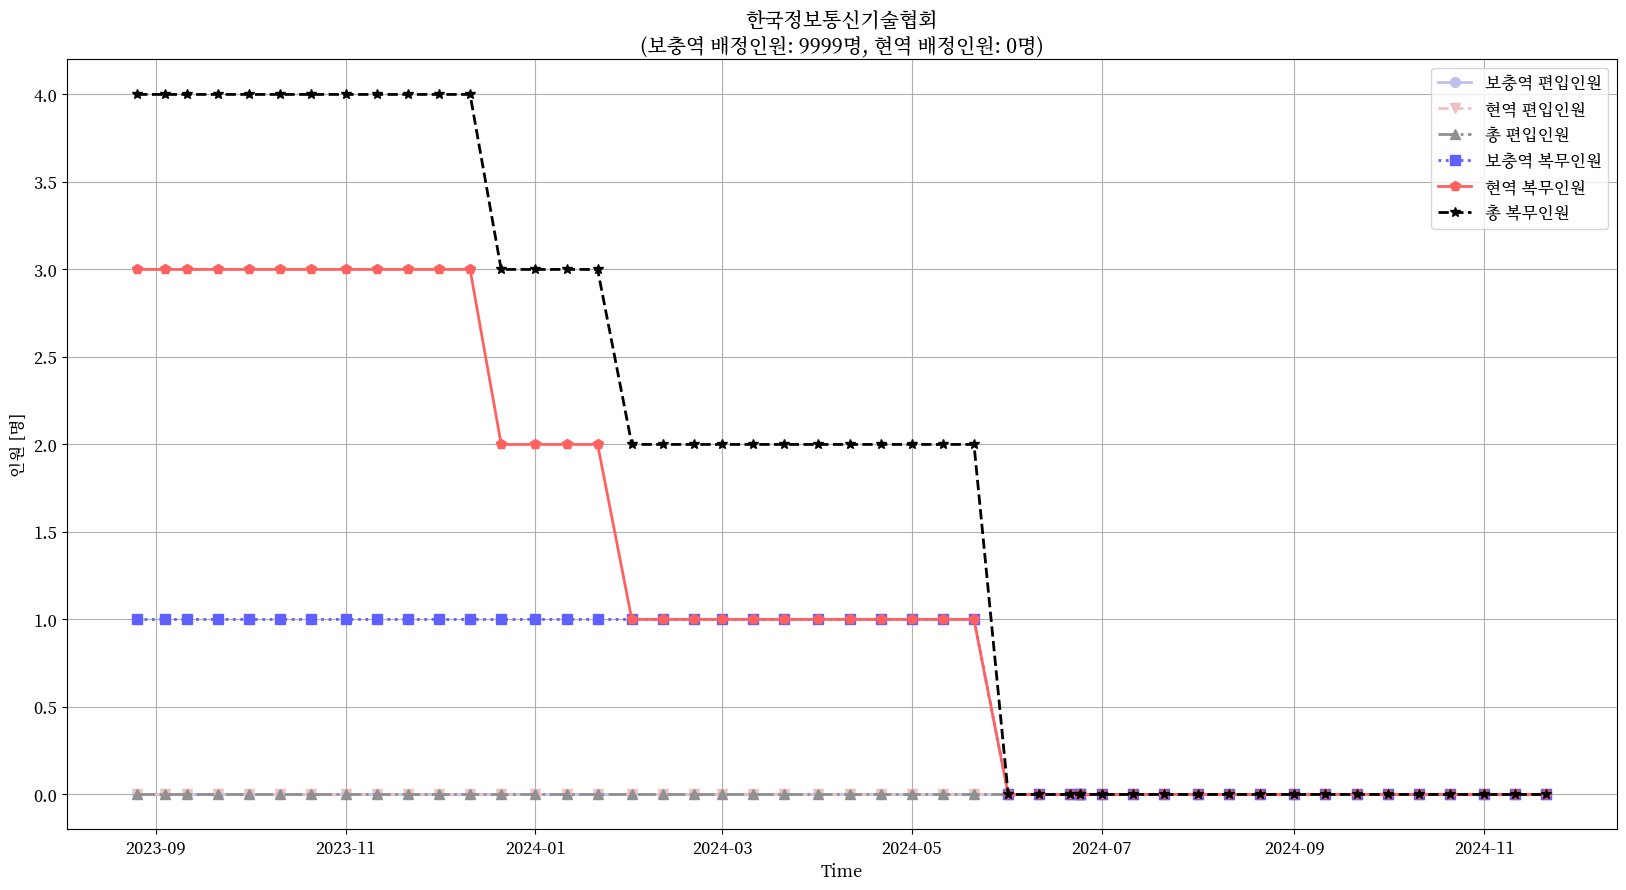 한국정보통신기술협회
(보충역 배정인원: 9999명, 현역 배정인원: 0명)
보충역 편입인원
현역 편입인원
총 편입인원
보충역 복무인원
현역 복무인원
총 복무인원
인원 [명]
4.0
3.5
3.0
2.5
2.0
1.5
1.0
0.5
0.0
2023-09 2023-11 2024-01 2024-03 2024-05 2024-07 2024-09 2024-11
Time